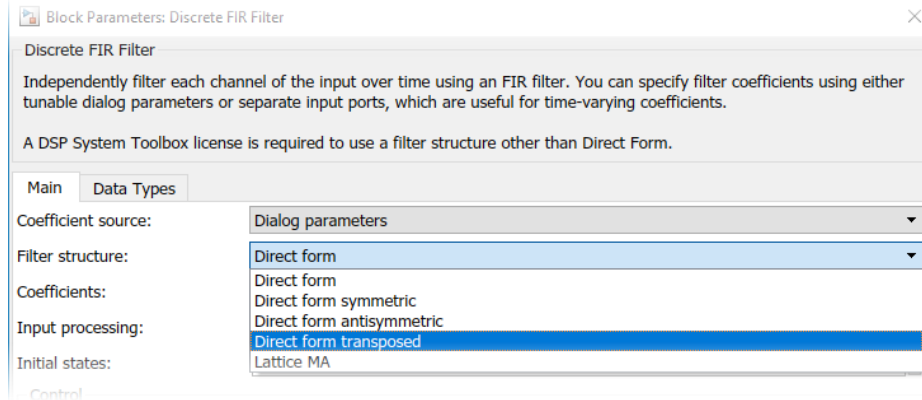 Block Parameters: Discrete FIR Filter
Discrete FIR Filter
Independently filter each channel of the input over time using an FIR filter. You can specify filter coefficients using either
tunable dialog parameters or separate input ports, which are useful for time-varying coefficients.
A DSP System Toolbox license is required to use a filter structure other than Direct Form.
Main Data Types
Coefficient source: Dialog parameters
Filter structure: Direct form
Direct form
Coefficients:
Direct form symmetric
Direct form antisymmetric
Input processing:
Direct form transposed
Initial states: Lattice MA
Control